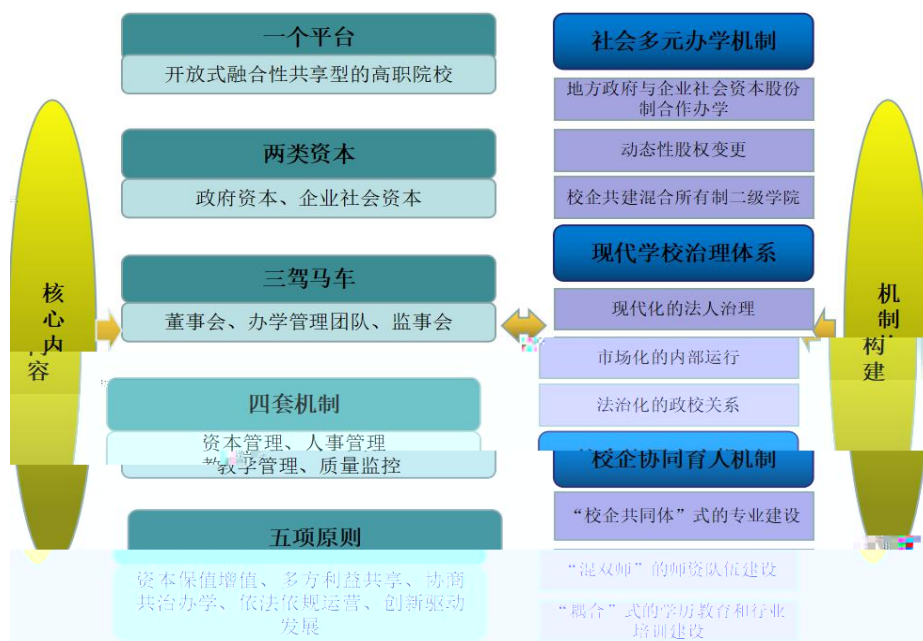 核心内容
一个平台
开放式融合性共享型的高职院校
两类资本
政府资本、企业社会资本
三驾马车
董事会、办学管理团队、监事会
四套机制
资本管理、人事管理
教学管理、质量监控
五项原则
资本保值增值、多方利益共享、协商
共治办学、依法依规运营、创新驱动
发展
社会多元办学机制
地方政府与企业社会资本股份
制合作办学
动态性股权变更
校企共建混合所有制二级学院
现代学校治理体系
现代化的法人治理
市场化的内部运行
法治化的政校关系
校企协同育人机制
“校企共同体”式的专业建设
“混双师”的师资队伍建设
“耦合”式的学历教育和行业
培训建设
机制构建